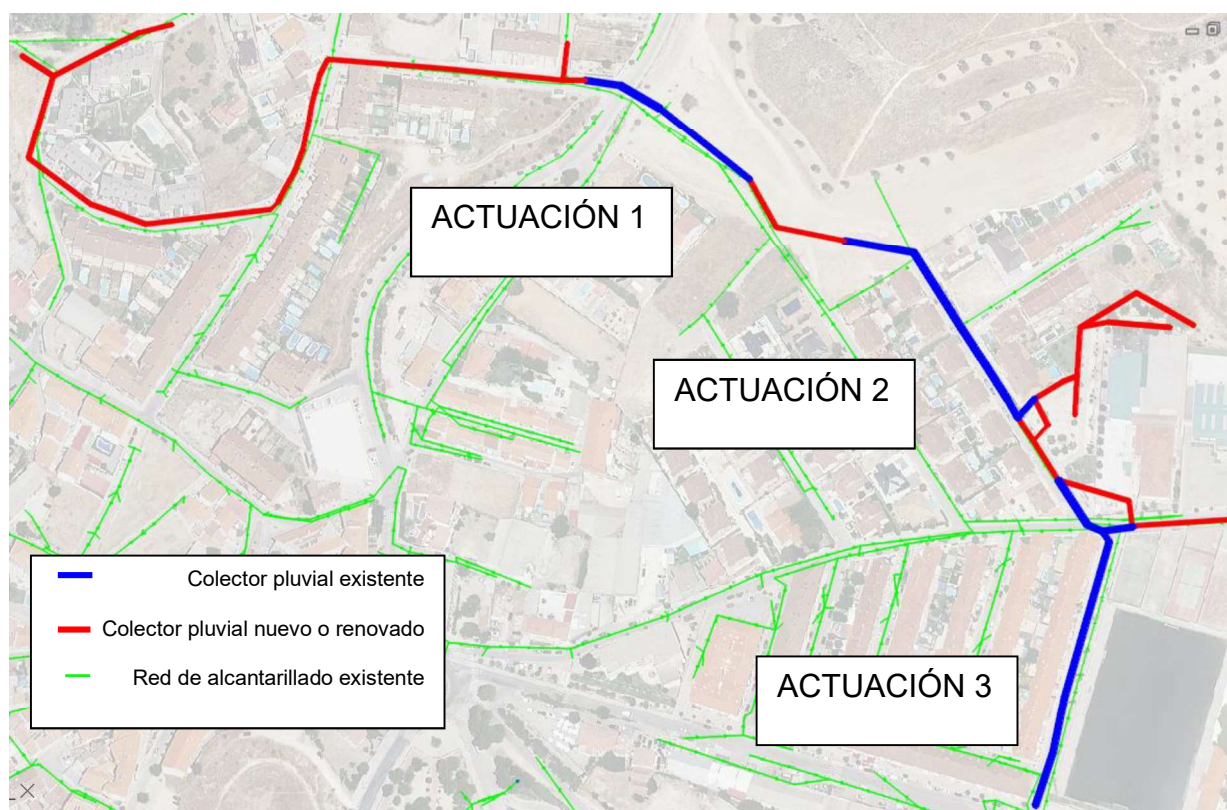 ACTUACIÓN 1
ACTUACIÓN 2
Colector pluvial existente
Colector pluvial nuevo o renovado
Red de alcantarillado existente
ACTUACIÓN 3